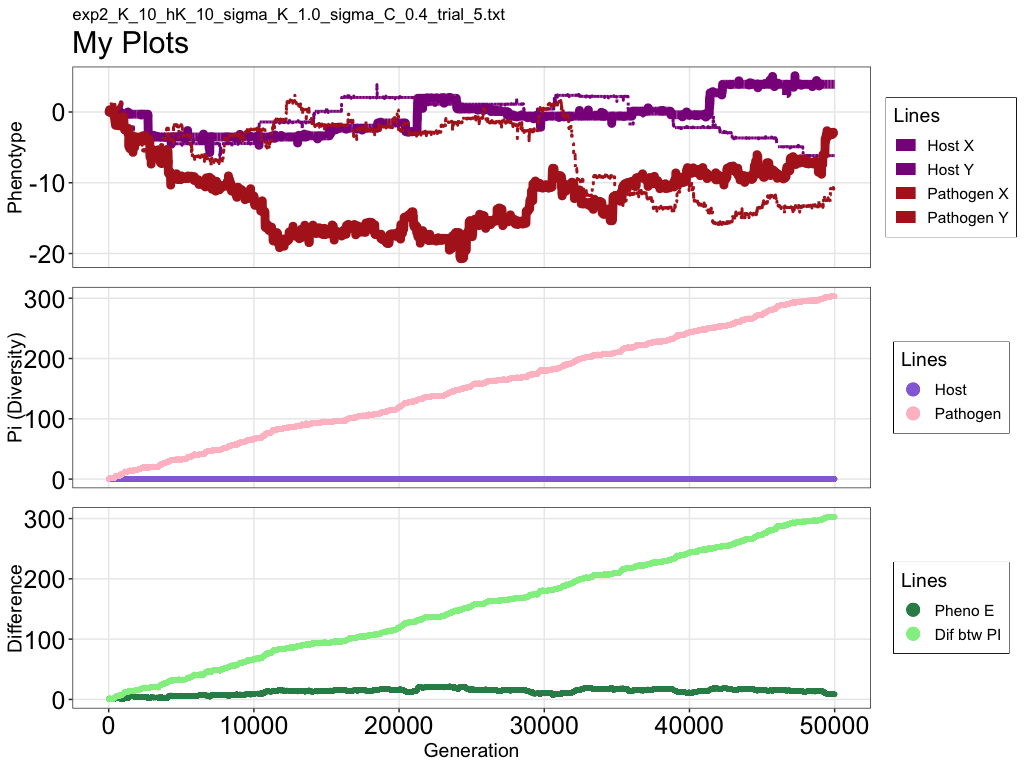 exp2_K_10_hK_10_sigma_K_1.0_sigma_C_0.4_trial_5.txt
My Plots
Phenotype
0
-10
-20
Lines
Host X
Host Y
Pathogen X
Pathogen Y
Pi (Diversity)
300
200
100
0
Lines
Host
Pathogen
Difference
300
200
100
0
Lines
Pheno E
Dif btw PI
0 10000 20000 30000 40000 50000
Generation